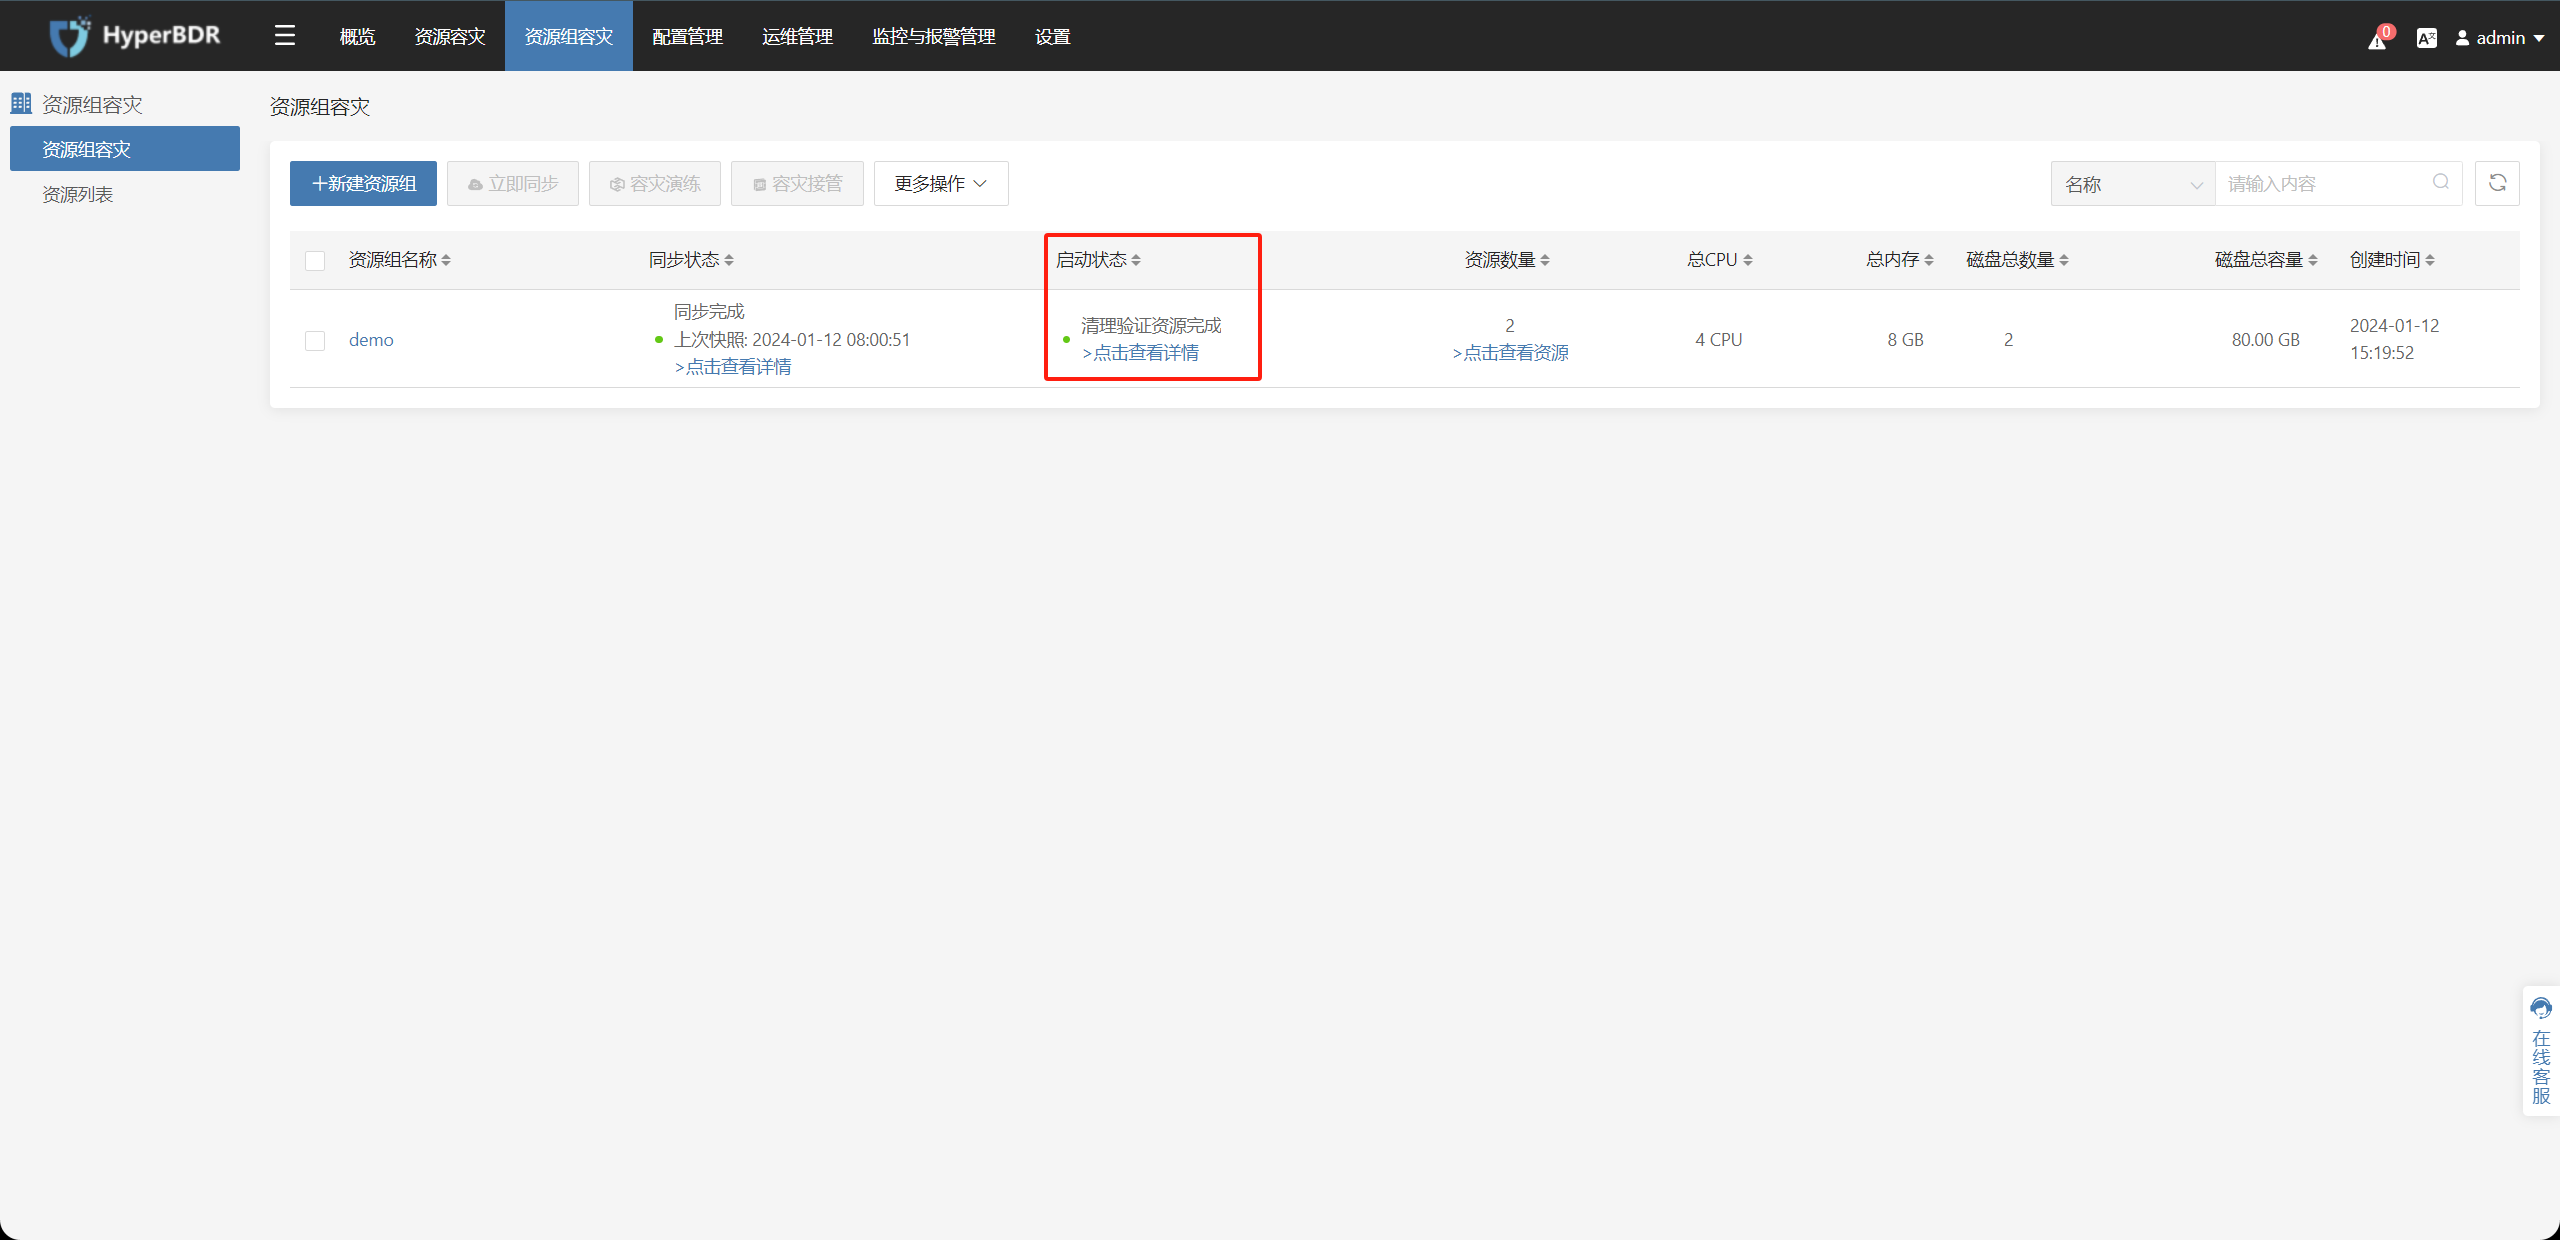 HyperBDR
概览
资源容灾
资源组容灾
配置管理
运维管理
监控与报警管理
设置
0
admin
资源组容灾
资源组容灾
资源列表
资源组容灾
新建资源组
立即同步
容灾演练
容灾接管
更多操作
名称
请输入内容
资源组名称
同步状态
启动状态
资源数量
总CPU
总内存
磁盘总数量
磁盘总容量
创建时间
demo
同步完成
上次快照: 2024-01-12 08:00:51
>点击查看详情
清理验证资源完成
>点击查看详情
2
>点击查看资源
4 CPU
8 GB
2
80.00 GB
2024-01-12
15:19:52
在线客服